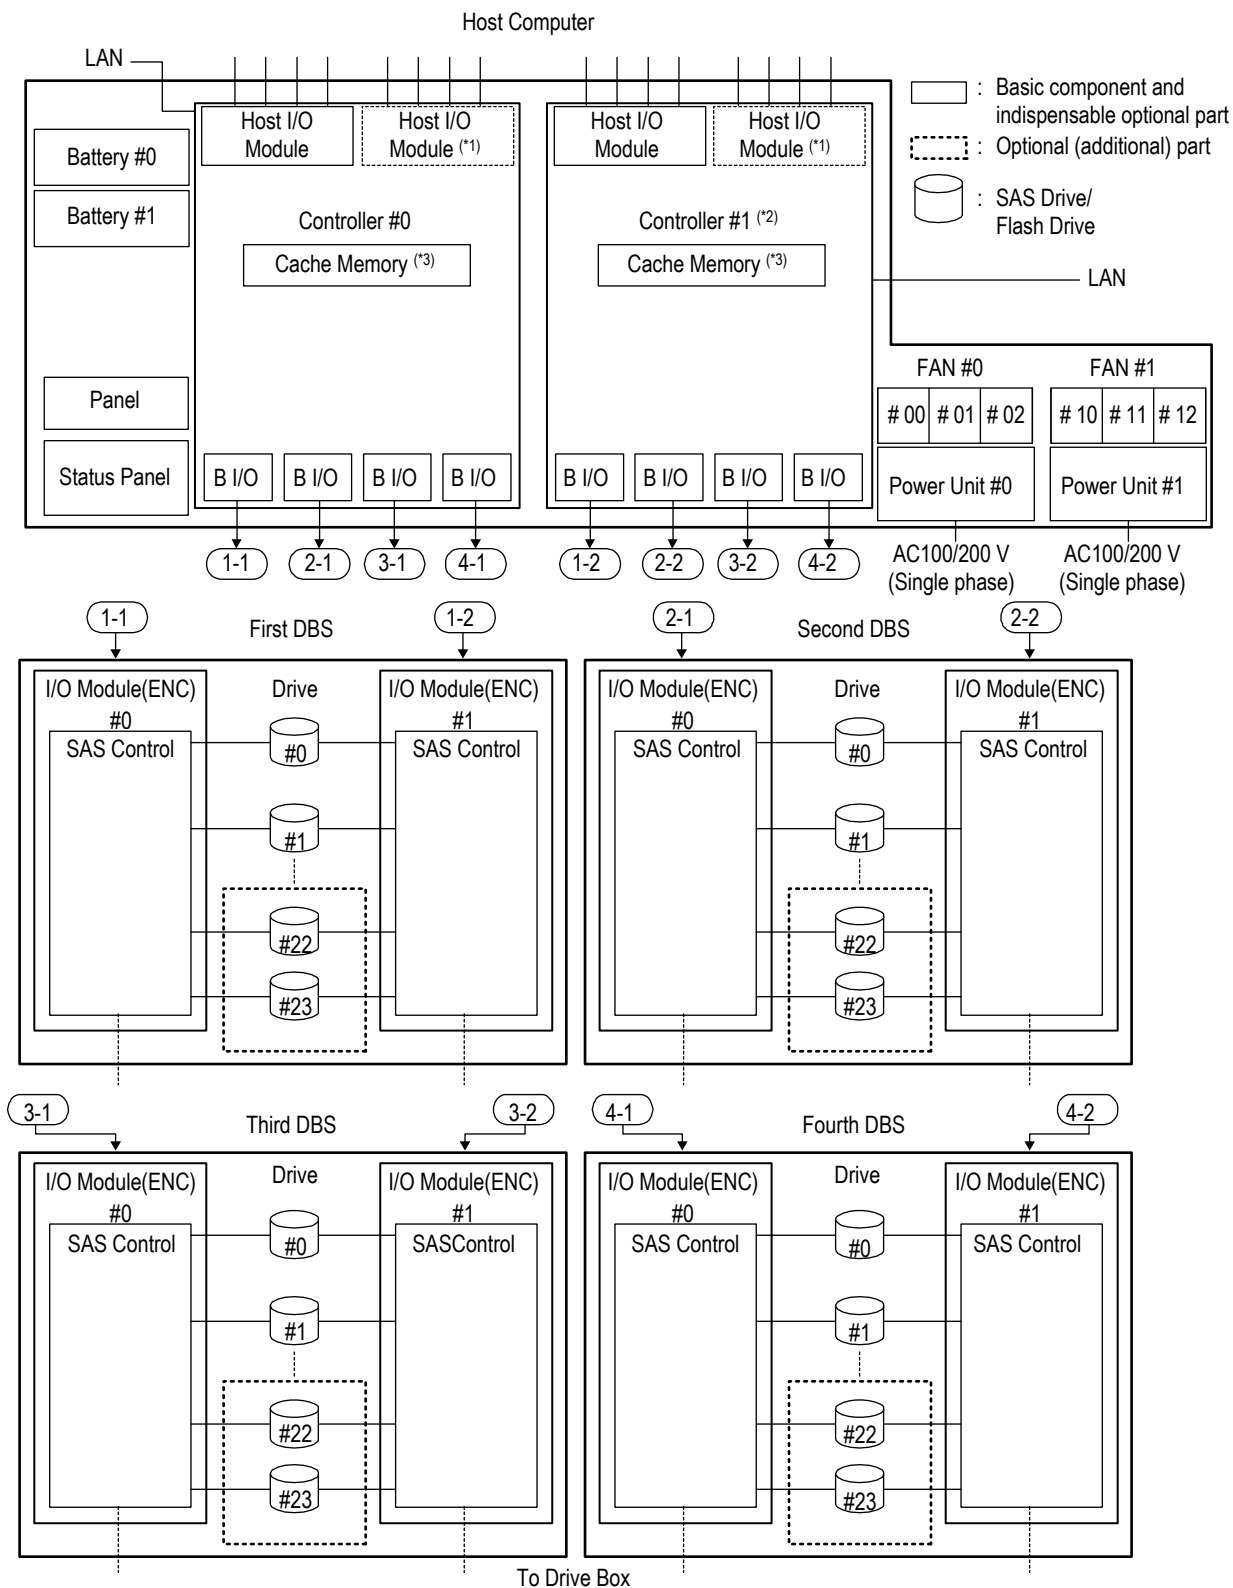 Host Computer
LAN
Host I/O
Module
Host I/O
Module (*1)
Host I/O
Module
Host I/O
Module (*1)
: Basic component and
indispensable optional part
: Optional (additional) part
: SAS Drive/
Flash Drive
Battery #0
Battery #1
Controller #0
Cache Memory (*3)
Controller #1 (*2)
Cache Memory (*3)
LAN
Panel
Status Panel
FAN #0
FAN #1
# 00 # 01 # 02
# 10 # 11 # 12
B I/O B I/O B I/O B I/O
B I/O B I/O B I/O B I/O
Power Unit #0
Power Unit #1
1-1 2-1 3-1 4-1
1-2 2-2 3-2 4-2
AC100/200 V
(Single phase)
AC100/200 V
(Single phase)
1-1
First DBS
1-2
I/O Module(ENC)
#0
SAS Control
Drive
#0
#1
#22
#23
I/O Module(ENC)
#1
SAS Control
2-1
Second DBS
2-2
I/O Module(ENC)
#0
SAS Control
Drive
#0
#1
#22
#23
I/O Module(ENC)
#1
SAS Control
3-1
Third DBS
3-2
I/O Module(ENC)
#0
SAS Control
Drive
#0
#1
#22
#23
I/O Module(ENC)
#1
SASControl
4-1
Fourth DBS
4-2
I/O Module(ENC)
#0
SAS Control
Drive
#0
#1
#22
#23
I/O Module(ENC)
#1
SAS Control
To Drive Box